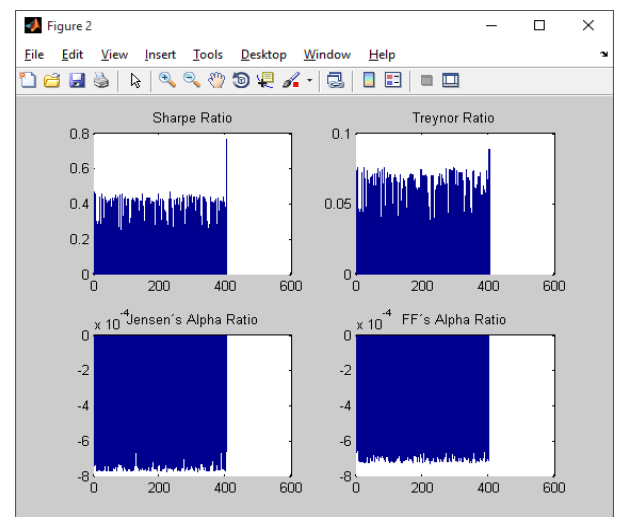 Figure 2
File Edit View Insert Tools Desktop Window Help
Sharpe Ratio
0.8
0.6
0.4
0.2
0
0 200 400 600
Treynor Ratio
0.1
0.05
0
0 200 400 600
x 10-4 Jensen´s Alpha Ratio
0
-2
-4
-6
-8
0 200 400 600
x 10-4 FF´s Alpha Ratio
0
-2
-4
-6
-8
0 200 400 600